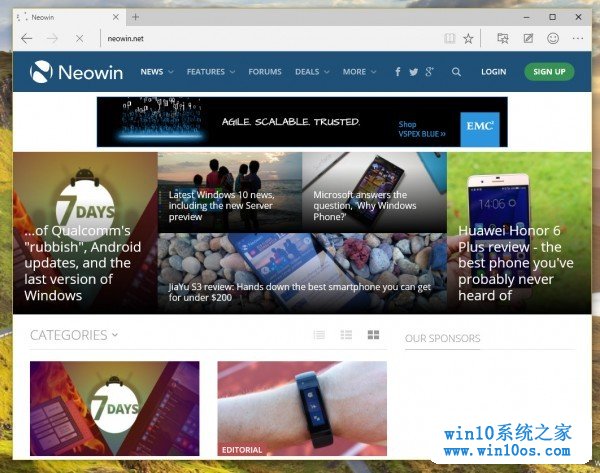 Neowin
neowin.net
Neowin
NEWS
FEATURES
FORUMS
DEALS
MORE
LOGIN
SIGN UP
AGILE. SCALABLE. TRUSTED.
Shop
VSPEX BLUE »
EMC²
7
DAYS
...of Qualcomm's
"rubbish", Android
updates, and the
last version of
Windows
Latest Windows 10 news,
including the new Server
preview
Microsoft answers the
question, 'Why Windows
Phone?'
JiaYu S3 review: Hands down the best smartphone you can get
for under $200
Huawei Honor 6
Plus review - the
best phone you've
probably never
heard of
CATEGORIES
OUR SPONSORS
7
DAYS
EDITORIAL
win10系统之家
www.win10os.com